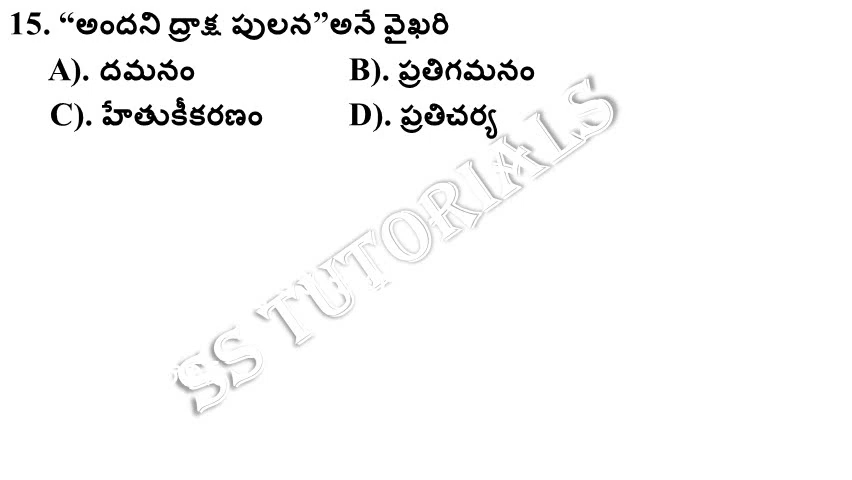 15. “అందని ద్రాక్ష పులన”అనే వైఖరి
A). దమనం B). ప్రతిగమనం
C). హేతుకీకరణం D). ప్రతిచర్య
SS TUTORIALS